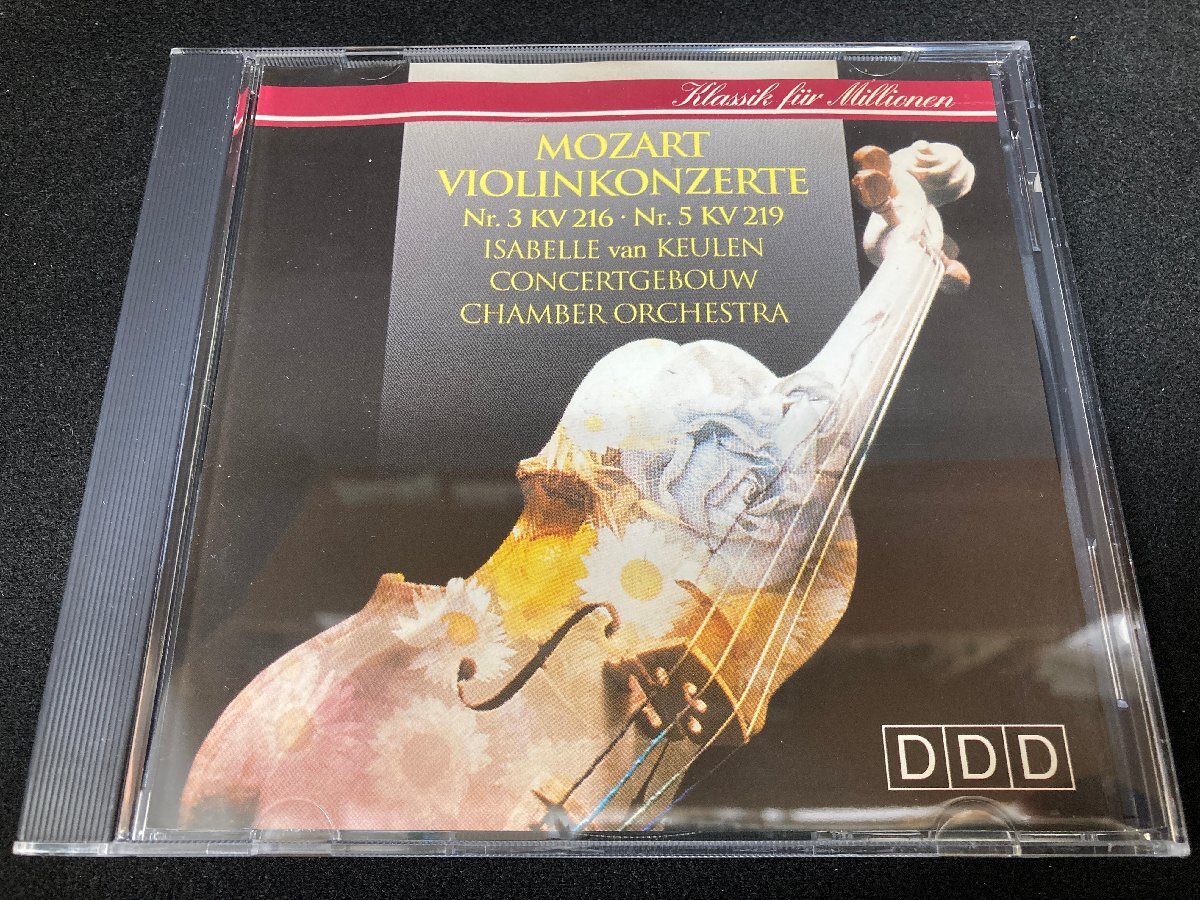 Klassik für Millionen
MOZART
VIOLINKONZERTE
Nr. 3 KV 216 · Nr. 5 KV 219
ISABELLE van KEULEN
CONCERTGEBOUW
CHAMBER ORCHESTRA
DDD